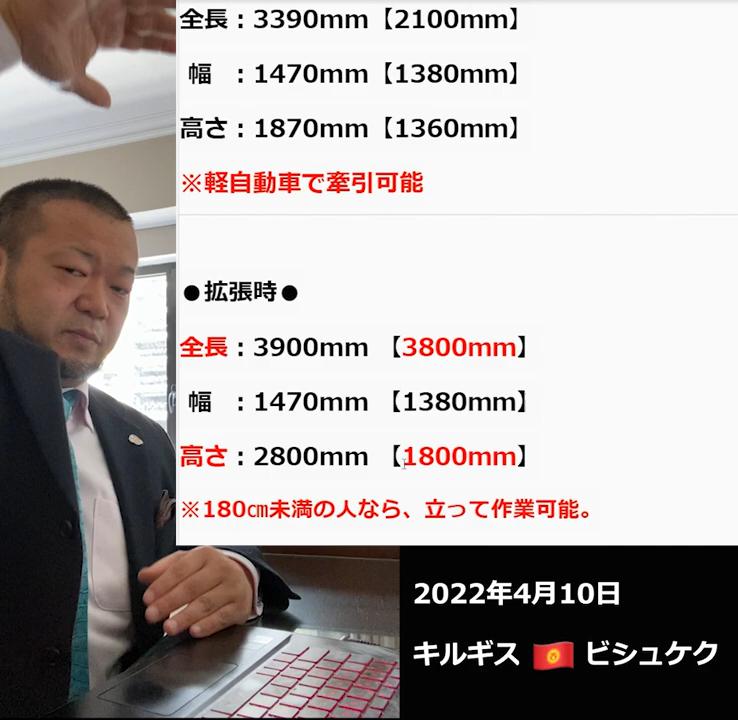 全長：3390mm【2100mm】
幅　：1470mm【1380mm】
高さ：1870mm【1360mm】
※軽自動車で牽引可能
●拡張時●
全長：3900mm 【3800mm】
幅　：1470mm 【1380mm】
高さ：2800mm 【1800mm】
※180㎝未満の人なら、立って作業可能。
2022年4月10日
キルギス 🇰🇬 ビシュケク